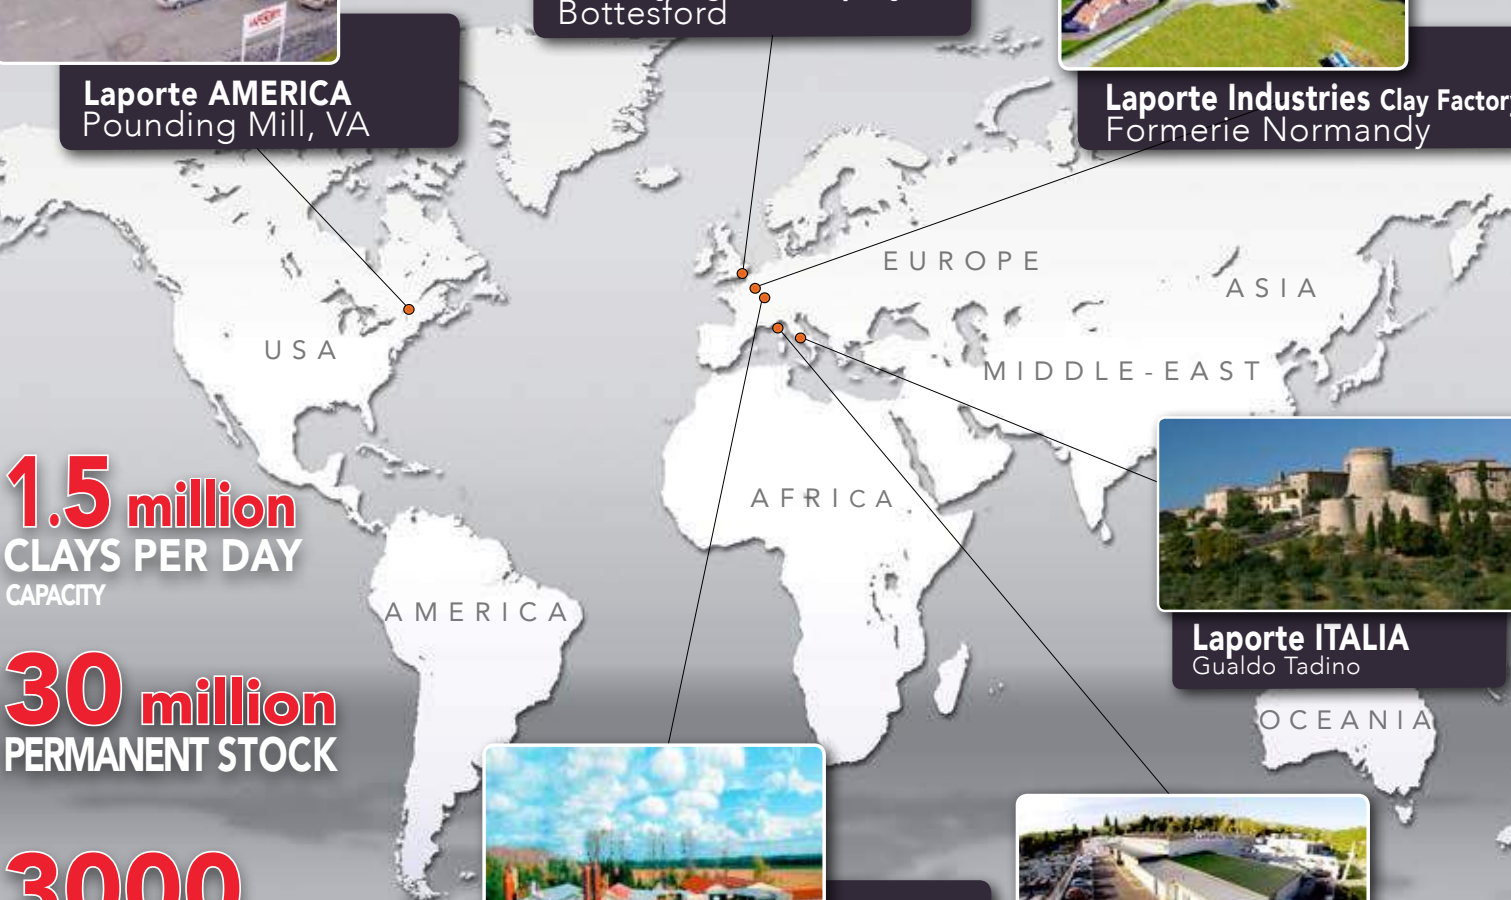 Bottesford
Laporte AMERICA
Pounding Mill, VA
Laporte Industries Clay Factory
Formerie Normandy
EUROPE
ASIA
USA
MIDDLE-EAST
1.5 million
CLAYS PER DAY
CAPACITY
AFRICA
AMERICA
Laporte ITALIA
Gualdo Tadino
30 million
PERMANENT STOCK
OCEANIA
3000